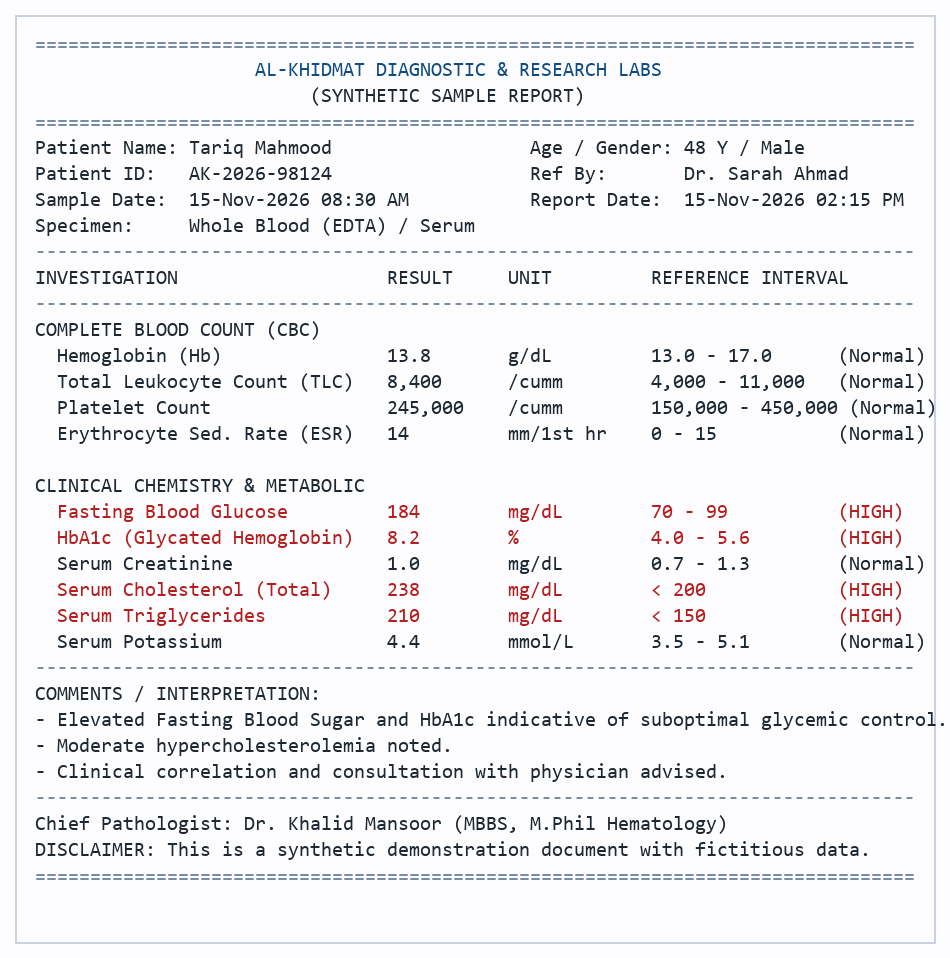 ================================================================================
AL-KHIDMAT DIAGNOSTIC & RESEARCH LABS
(SYNTHETIC SAMPLE REPORT)
================================================================================
Patient Name: Tariq Mahmood                  Age / Gender: 48 Y / Male
Patient ID:   AK-2026-98124                  Ref By:       Dr. Sarah Ahmad
Sample Date:  15-Nov-2026 08:30 AM           Report Date:  15-Nov-2026 02:15 PM
Specimen:     Whole Blood (EDTA) / Serum
--------------------------------------------------------------------------------
INVESTIGATION                   RESULT     UNIT         REFERENCE INTERVAL
--------------------------------------------------------------------------------
COMPLETE BLOOD COUNT (CBC)
  Hemoglobin (Hb)               13.8       g/dL         13.0 - 17.0      (Normal)
  Total Leukocyte Count (TLC)   8,400      /cumm        4,000 - 11,000   (Normal)
  Platelet Count                245,000    /cumm        150,000 - 450,000 (Normal)
  Erythrocyte Sed. Rate (ESR)   14         mm/1st hr    0 - 15           (Normal)

CLINICAL CHEMISTRY & METABOLIC
  Fasting Blood Glucose         184        mg/dL        70 - 99          (HIGH)
  HbA1c (Glycated Hemoglobin)   8.2        %            4.0 - 5.6        (HIGH)
  Serum Creatinine              1.0        mg/dL        0.7 - 1.3        (Normal)
  Serum Cholesterol (Total)     238        mg/dL        < 200            (HIGH)
  Serum Triglycerides           210        mg/dL        < 150            (HIGH)
  Serum Potassium               4.4        mmol/L       3.5 - 5.1        (Normal)
--------------------------------------------------------------------------------
COMMENTS / INTERPRETATION:
- Elevated Fasting Blood Sugar and HbA1c indicative of suboptimal glycemic control.
- Moderate hypercholesterolemia noted.
- Clinical correlation and consultation with physician advised.
--------------------------------------------------------------------------------
Chief Pathologist: Dr. Khalid Mansoor (MBBS, M.Phil Hematology)
DISCLAIMER: This is a synthetic demonstration document with fictitious data.
================================================================================